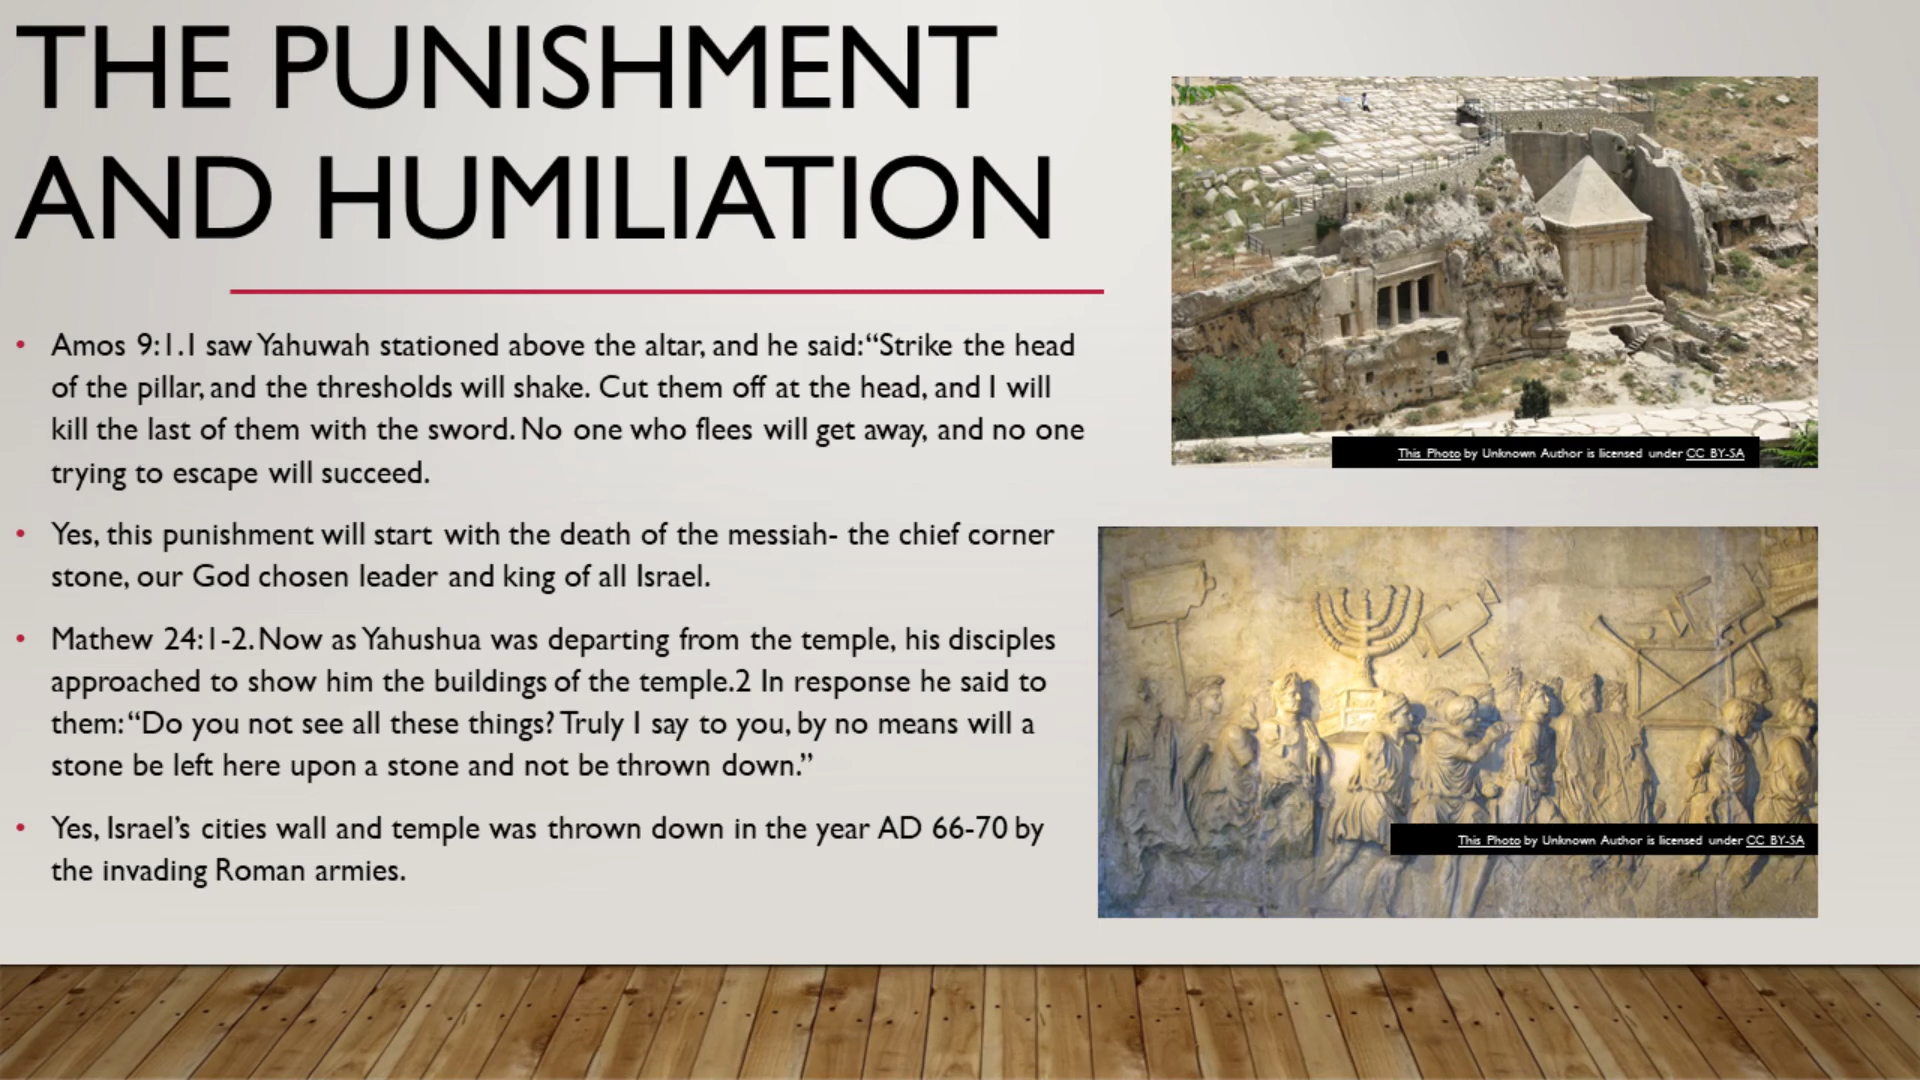 THE PUNISHMENT
AND HUMILIATION
• Amos 9:1.I saw Yahuwah stationed above the altar, and he said:“Strike the head
of the pillar, and the thresholds will shake. Cut them off at the head, and I will
kill the last of them with the sword. No one who flees will get away, and no one
trying to escape will succeed.
• Yes, this punishment will start with the death of the messiah- the chief corner
stone, our God chosen leader and king of all Israel.
• Mathew 24:1-2. Now as Yahushua was departing from the temple, his disciples
approached to show him the buildings of the temple.2 In response he said to
them: “Do you not see all these things? Truly I say to you, by no means will a
stone be left here upon a stone and not be thrown down.”
• Yes, Israel’s cities wall and temple was thrown down in the year AD 66-70 by
the invading Roman armies.
This Photo by Unknown Author is licensed under CC BY-SA
This Photo by Unknown Author is licensed under CC BY-SA